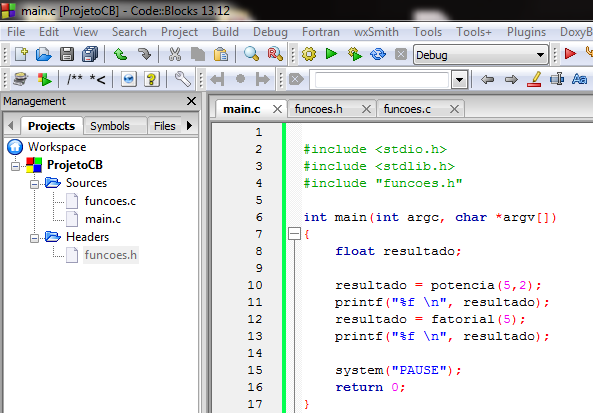 main.c [ProjetoCB] - Code::Blocks 13.12
File Edit View Search Project Build Debug Fortran wxSmith Tools Tools+ Plugins DoxyB
Debug
/** *<
Aa
Management
Projects Symbols Files
main.c funcoes.h funcoes.c
Workspace
ProjetoCB
Sources
funcoes.c
main.c
Headers
funcoes.h
1
2 #include <stdio.h>
3 #include <stdlib.h>
4 #include "funcoes.h"
5
6 int main(int argc, char *argv[])
7 {
8 float resultado;
9
10 resultado = potencia(5,2);
11 printf("%f \n", resultado);
12 resultado = fatorial(5);
13 printf("%f \n", resultado);
14
15 system("PAUSE");
16 return 0;
17 }